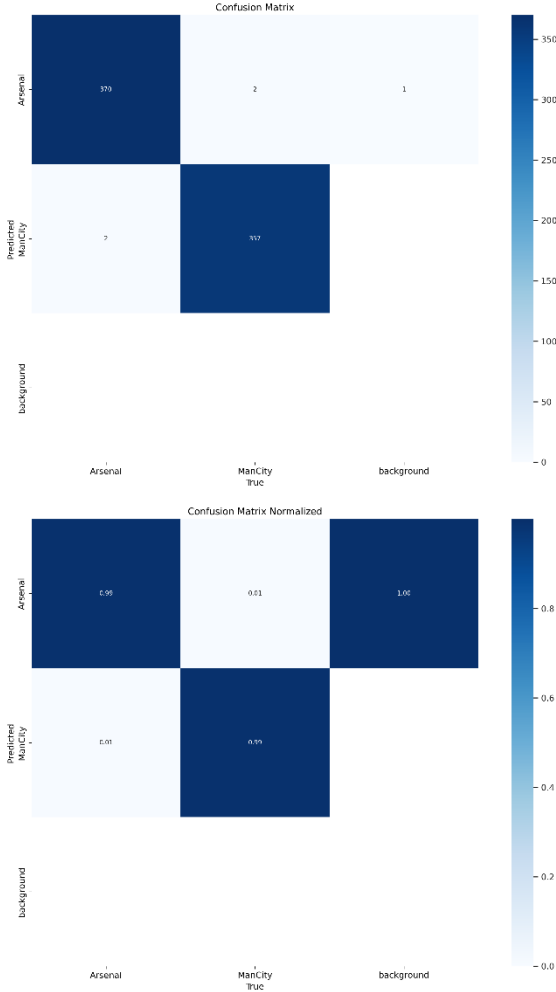 Confusion Matrix
350
300
250
200
150
100
50
0
Arsenal
370
2
1
Predicted
ManCity
2
background
Arsenal
ManCity
background
True
Confusion Matrix Normalized
0.8
0.6
0.4
0.2
0.0
Arsenal
0.99
0.01
1.00
Predicted
ManCity
0.01
0.99
background
Arsenal
ManCity
background
True